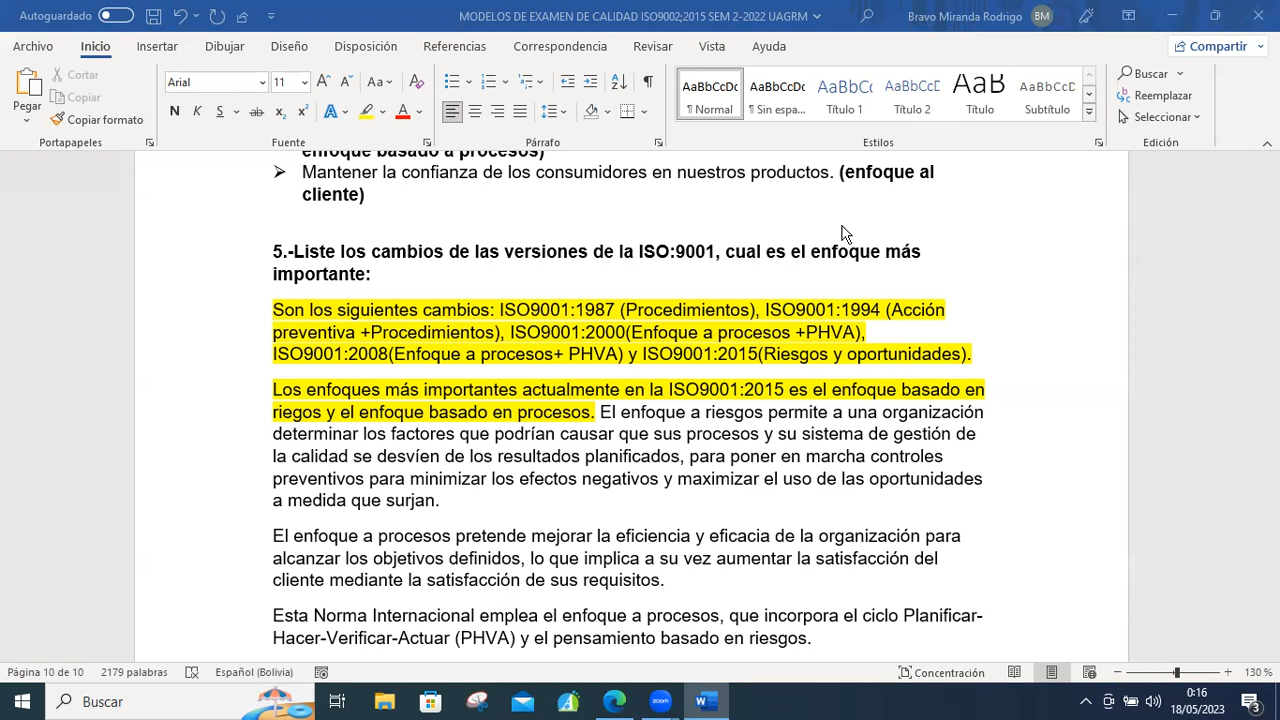 Autoguardado
MODELOS DE EXAMEN DE CALIDAD ISO9002;2015 SEM 2-2022 UAGRM
Bravo Miranda Rodrigo
BM
Archivo Inicio Insertar Dibujar Diseño Disposición Referencias Correspondencia Revisar Vista Ayuda
Compartir
Pegar
Cortar
Copiar
Copiar formato
Portapapeles
Arial 11
Aa
N K S ab x2 x2 A A
Fuente
Párrafo
AaBbCcDc AaBbCcDc AaBbC AaBbCcD AaB AaBbCcD
¶ Normal ¶ Sin espa... Título 1 Título 2 Título Subtítulo
Estilos
Buscar
Reemplazar
Seleccionar
Edición
enfoque basado a procesos)
➢ Mantener la confianza de los consumidores en nuestros productos. (enfoque al
cliente)
5.-Liste los cambios de las versiones de la ISO:9001, cual es el enfoque más
importante:
Son los siguientes cambios: ISO9001:1987 (Procedimientos), ISO9001:1994 (Acción
preventiva +Procedimientos), ISO9001:2000(Enfoque a procesos +PHVA),
ISO9001:2008(Enfoque a procesos+ PHVA) y ISO9001:2015(Riesgos y oportunidades).
Los enfoques más importantes actualmente en la ISO9001:2015 es el enfoque basado en
riegos y el enfoque basado en procesos. El enfoque a riesgos permite a una organización
determinar los factores que podrían causar que sus procesos y su sistema de gestión de
la calidad se desvíen de los resultados planificados, para poner en marcha controles
preventivos para minimizar los efectos negativos y maximizar el uso de las oportunidades
a medida que surjan.
El enfoque a procesos pretende mejorar la eficiencia y eficacia de la organización para
alcanzar los objetivos definidos, lo que implica a su vez aumentar la satisfacción del
cliente mediante la satisfacción de sus requisitos.
Esta Norma Internacional emplea el enfoque a procesos, que incorpora el ciclo Planificar-
Hacer-Verificar-Actuar (PHVA) y el pensamiento basado en riesgos.
Página 10 de 10 2179 palabras Español (Bolivia) Concentración 130 %
Buscar
zoom
0:16
18/05/2023
3